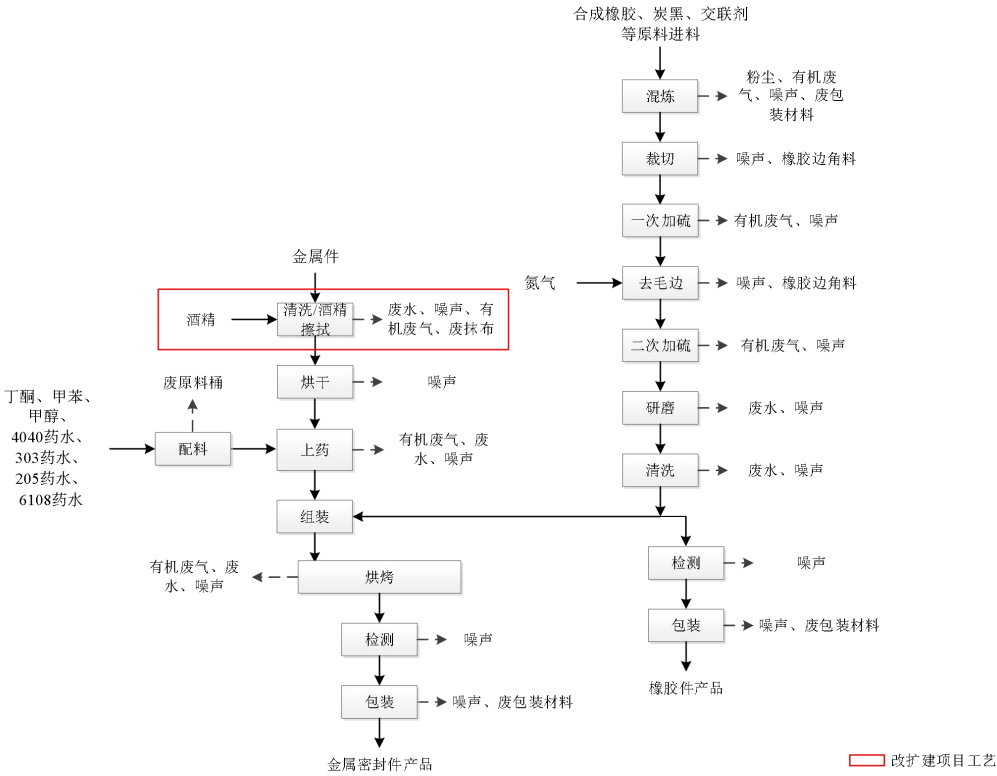 合成橡胶、炭黑、交联剂
等原料进料
混炼
粉尘、有机废
气、噪声、废包
装材料
裁切
噪声、橡胶边角料
一次加硫
有机废气、噪声
氮气
去毛边
噪声、橡胶边角料
二次加硫
有机废气、噪声
研磨
废水、噪声
清洗
废水、噪声
金属件
酒精
清洗/酒精
擦拭
废水、噪声、有
机废气、废抹布
烘干
噪声
废原料桶
丁酮、甲苯、
甲醇、
4040药水、
303药水、
205药水、
6108药水
配料
上药
有机废气、废
水、噪声
组装
有机废气、废
水、噪声
烘烤
检测
噪声
包装
噪声、废包装材料
金属密封件产品
检测
噪声
包装
噪声、废包装材料
橡胶件产品
改扩建项目工艺